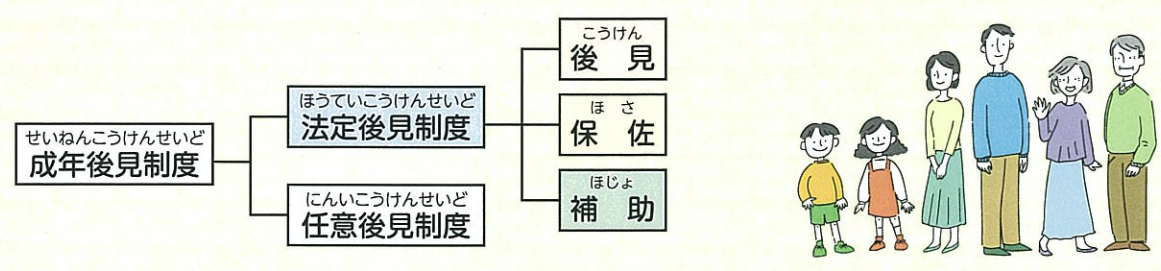 せいねんこうけんせいど
成年後見制度
ほうていこうけんせいど
法定後見制度
にんいこうけんせいど
任意後見制度
こうけん
後 見
ほ さ
保 佐
ほじょ
補 助